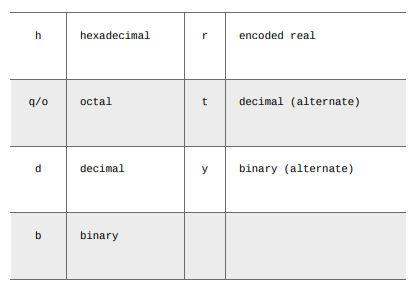 h hexadecimal r encoded real
q/o octal t decimal (alternate)
d decimal y binary (alternate)
b binary